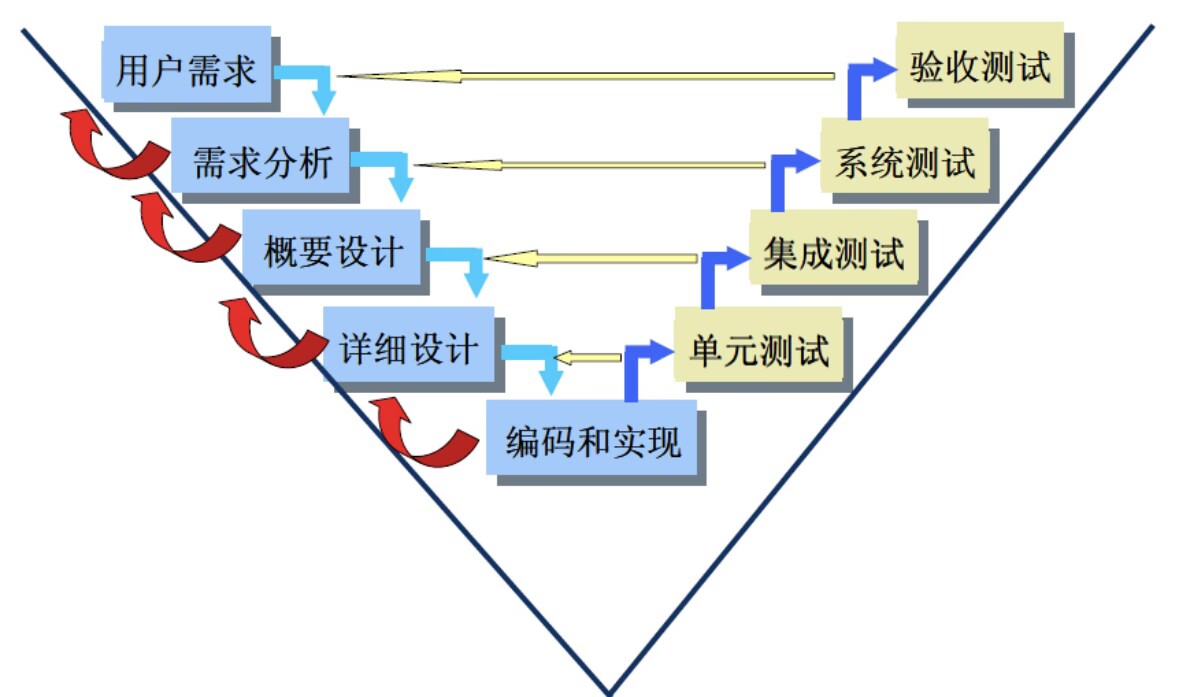 用户需求
验收测试
需求分析
系统测试
概要设计
集成测试
详细设计
单元测试
编码和实现